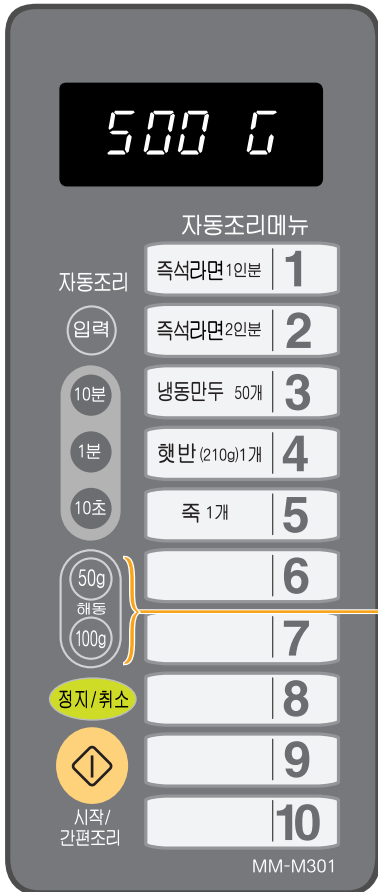 500 G
자동조리메뉴
자동조리
즉석라면1인분 1
입력
즉석라면2인분 2
10분
냉동만두 50개 3
1분
햇반(210g)1개 4
10초
죽 1개 5
50g
6
해동
100g
7
정지/취소
8
9
시작/
간편조리
10
MM-M301